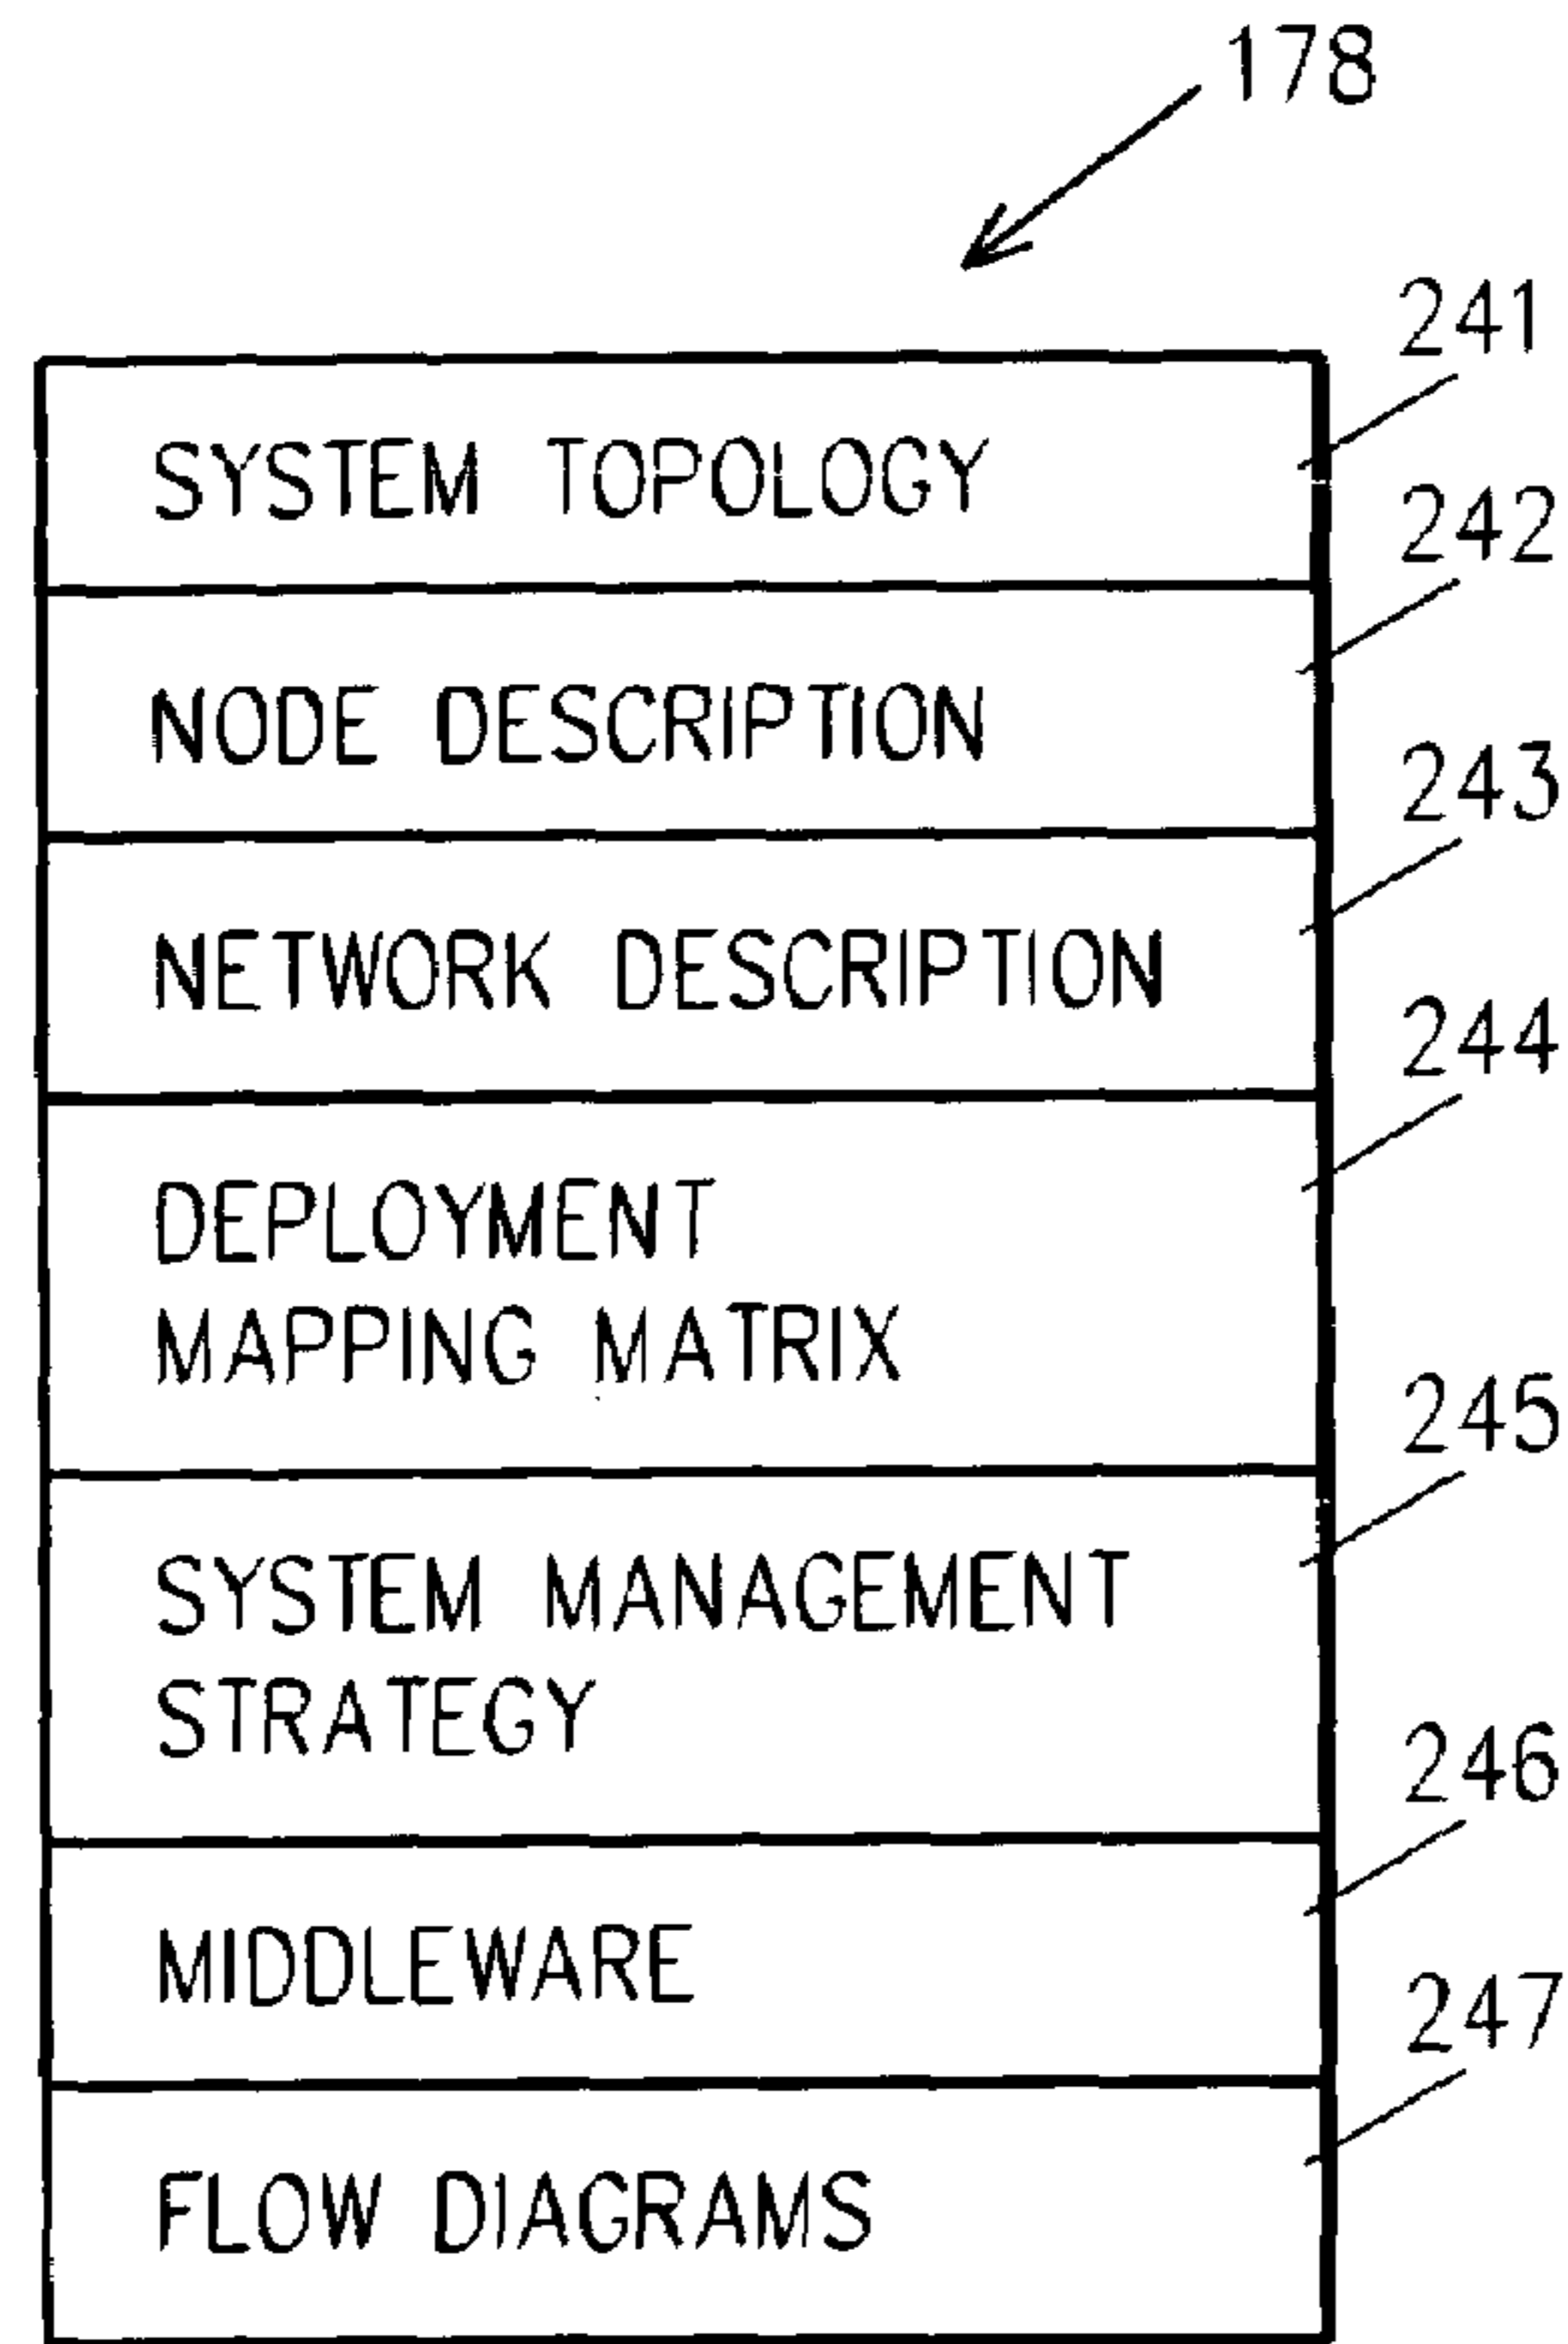 178
241
SYSTEM TOPOLOGY
242
NODE DESCRIPTION
243
NETWORK DESCRIPTION
244
DEPLOYMENT
MAPPING MATRIX
245
SYSTEM MANAGEMENT
STRATEGY
246
MIDDLEWARE
247
FLOW DIAGRAMS